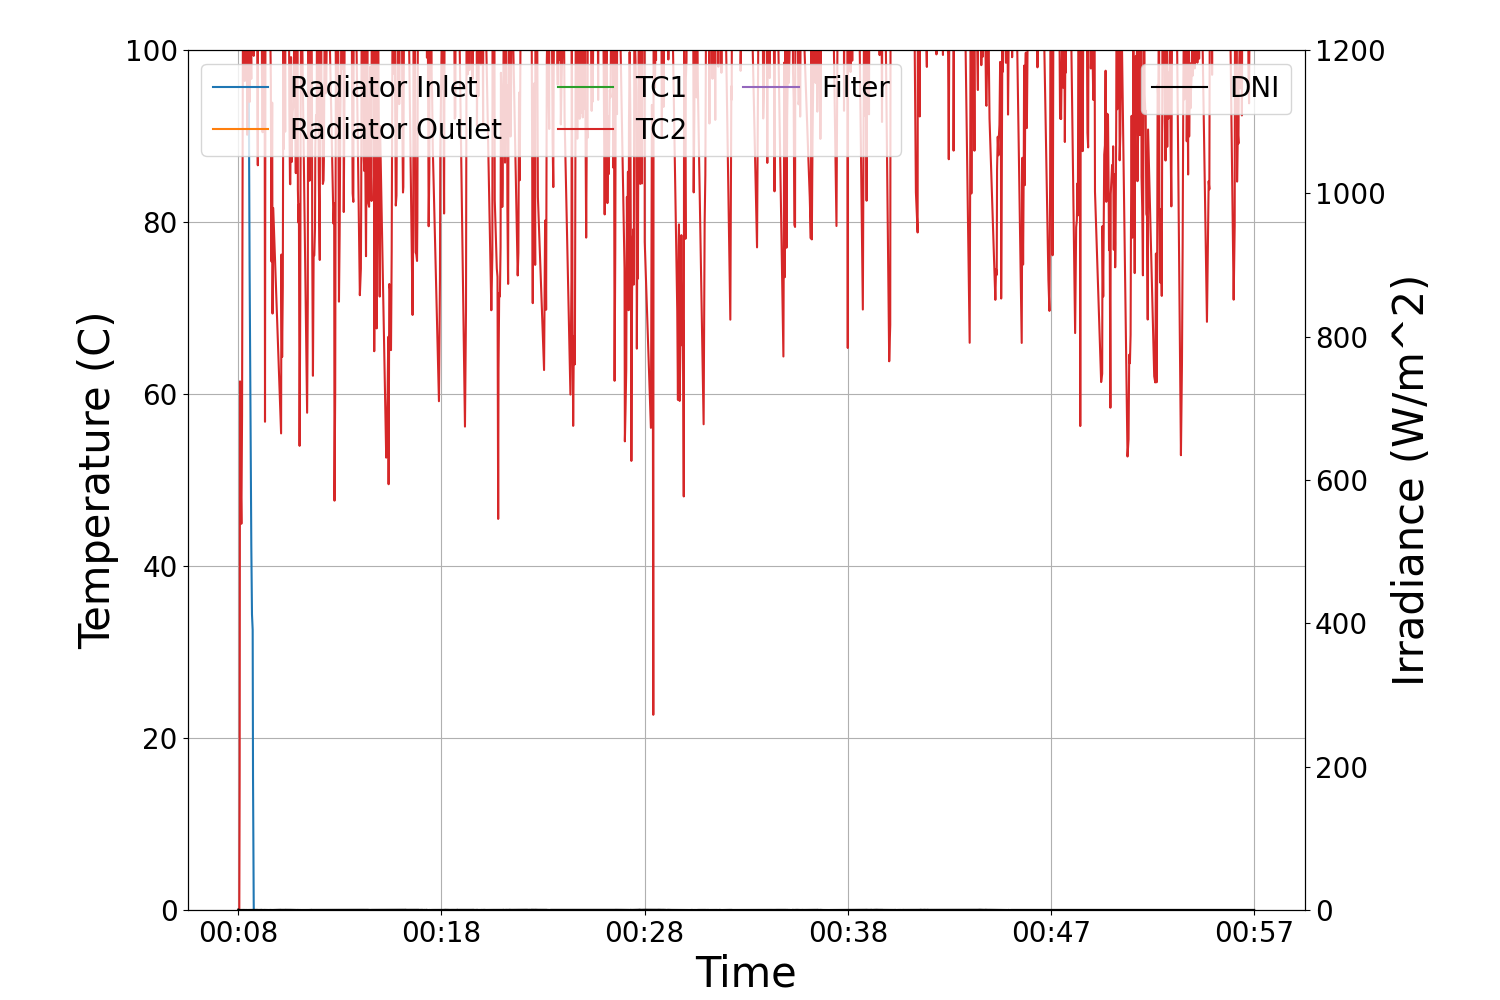 Radiator Inlet
Radiator Outlet
TC1
TC2
Filter
DNI
Temperature (C)
100
80
60
40
20
0
1200
1000
800
600
400
200
0
Irradiance (W/m^2)
00:08 00:18 00:28 00:38 00:47 00:57
Time